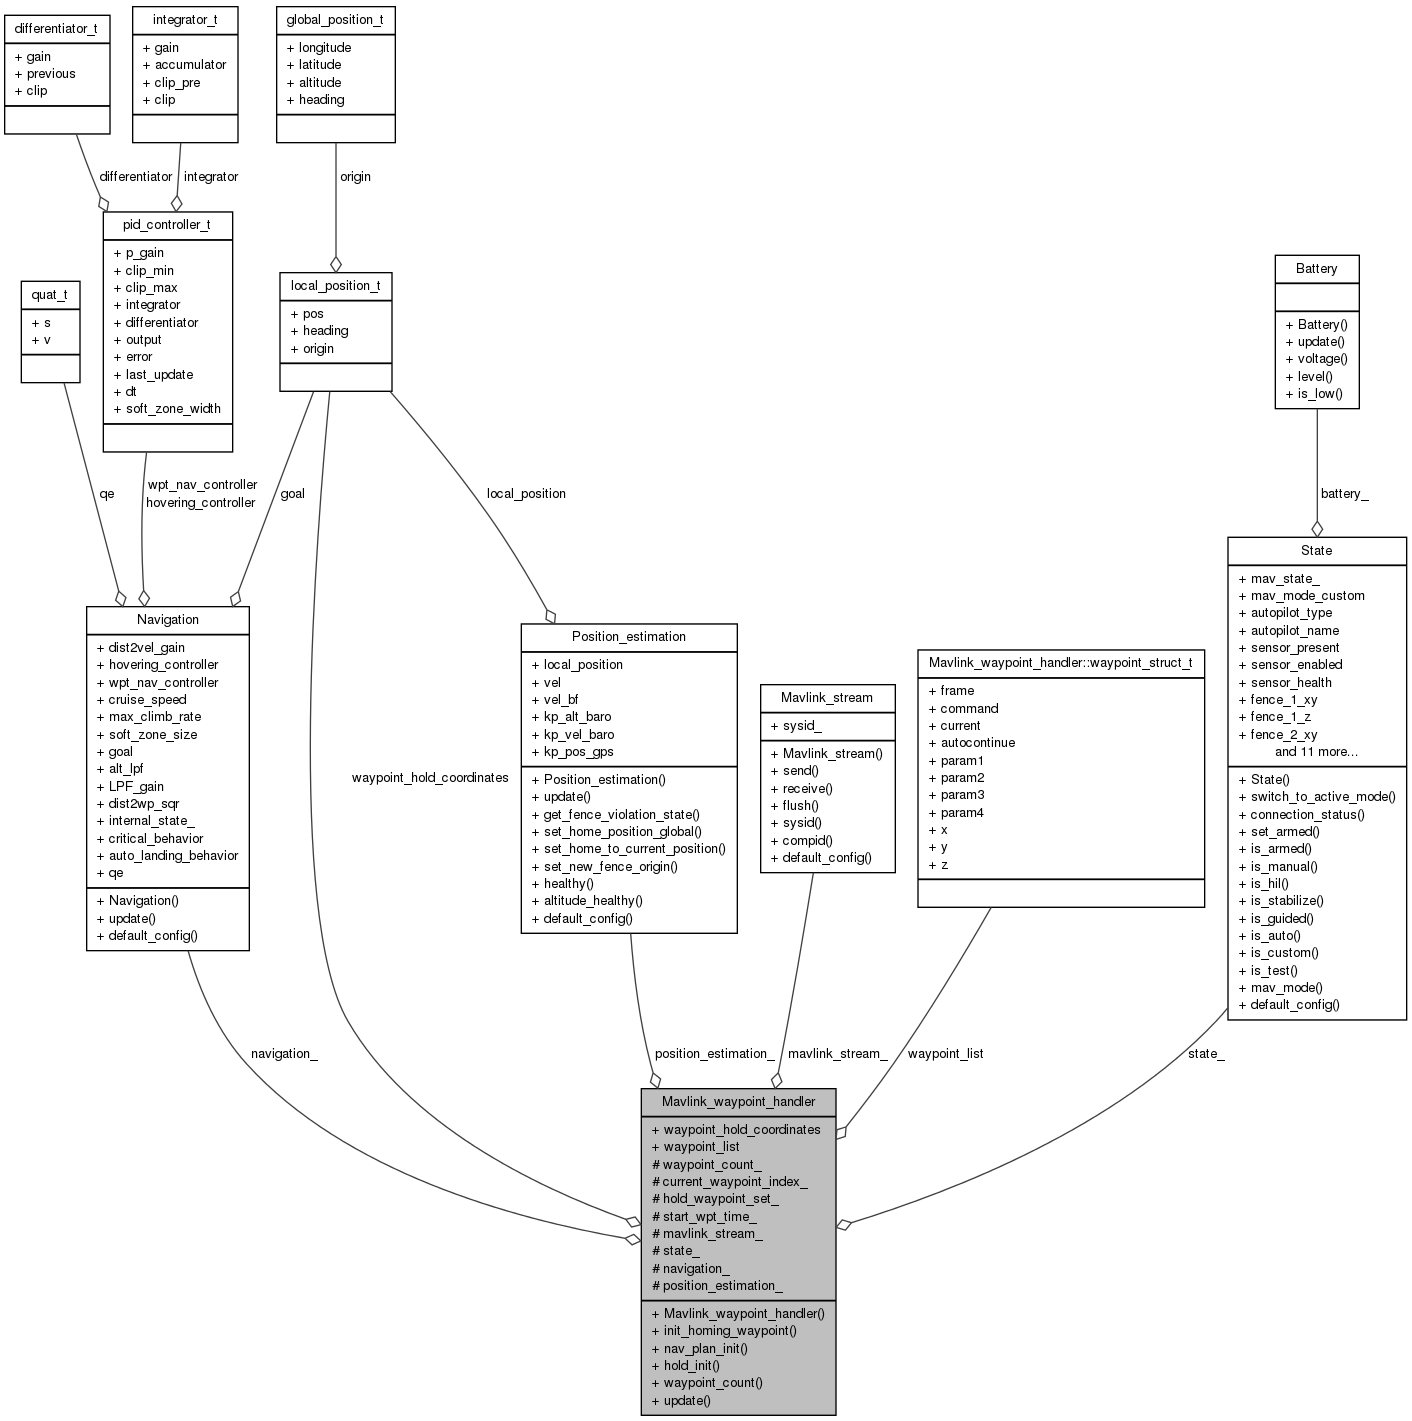 differentiator_t
+ gain
+ previous
+ clip
integrator_t
+ gain
+ accumulator
+ clip_pre
+ clip
global_position_t
+ longitude
+ latitude
+ altitude
+ heading
differentiator
integrator
origin
pid_controller_t
+ p_gain
+ clip_min
+ clip_max
+ integrator
+ differentiator
+ output
+ error
+ last_update
+ dt
+ soft_zone_width
quat_t
+ s
+ v
local_position_t
+ pos
+ heading
+ origin
Battery
+ Battery()
+ update()
+ voltage()
+ level()
+ is_low()
qe
wpt_nav_controller
hovering_controller
goal
local_position
battery_
Navigation
+ dist2vel_gain
+ hovering_controller
+ wpt_nav_controller
+ cruise_speed
+ max_climb_rate
+ soft_zone_size
+ goal
+ alt_lpf
+ LPF_gain
+ dist2wp_sqr
+ internal_state_
+ critical_behavior
+ auto_landing_behavior
+ qe
+ Navigation()
+ update()
+ default_config()
waypoint_hold_coordinates
Position_estimation
+ local_position
+ vel
+ vel_bf
+ kp_alt_baro
+ kp_vel_baro
+ kp_pos_gps
+ Position_estimation()
+ update()
+ get_fence_violation_state()
+ set_home_position_global()
+ set_home_to_current_position()
+ set_new_fence_origin()
+ healthy()
+ altitude_healthy()
+ default_config()
Mavlink_stream
+ sysid_
+ Mavlink_stream()
+ send()
+ receive()
+ flush()
+ sysid()
+ compid()
+ default_config()
Mavlink_waypoint_handler::waypoint_struct_t
+ frame
+ command
+ current
+ autocontinue
+ param1
+ param2
+ param3
+ param4
+ x
+ y
+ z
State
+ mav_state_
+ mav_mode_custom
+ autopilot_type
+ autopilot_name
+ sensor_present
+ sensor_enabled
+ sensor_health
+ fence_1_xy
+ fence_1_z
+ fence_2_xy
and 11 more...
+ State()
+ switch_to_active_mode()
+ connection_status()
+ set_armed()
+ is_armed()
+ is_manual()
+ is_hil()
+ is_stabilize()
+ is_guided()
+ is_auto()
+ is_custom()
+ is_test()
+ mav_mode()
+ default_config()
navigation_
position_estimation_
mavlink_stream_
waypoint_list
state_
Mavlink_waypoint_handler
+ waypoint_hold_coordinates
+ waypoint_list
# waypoint_count_
# current_waypoint_index_
# hold_waypoint_set_
# start_wpt_time_
# mavlink_stream_
# state_
# navigation_
# position_estimation_
+ Mavlink_waypoint_handler()
+ init_homing_waypoint()
+ nav_plan_init()
+ hold_init()
+ waypoint_count()
+ update()